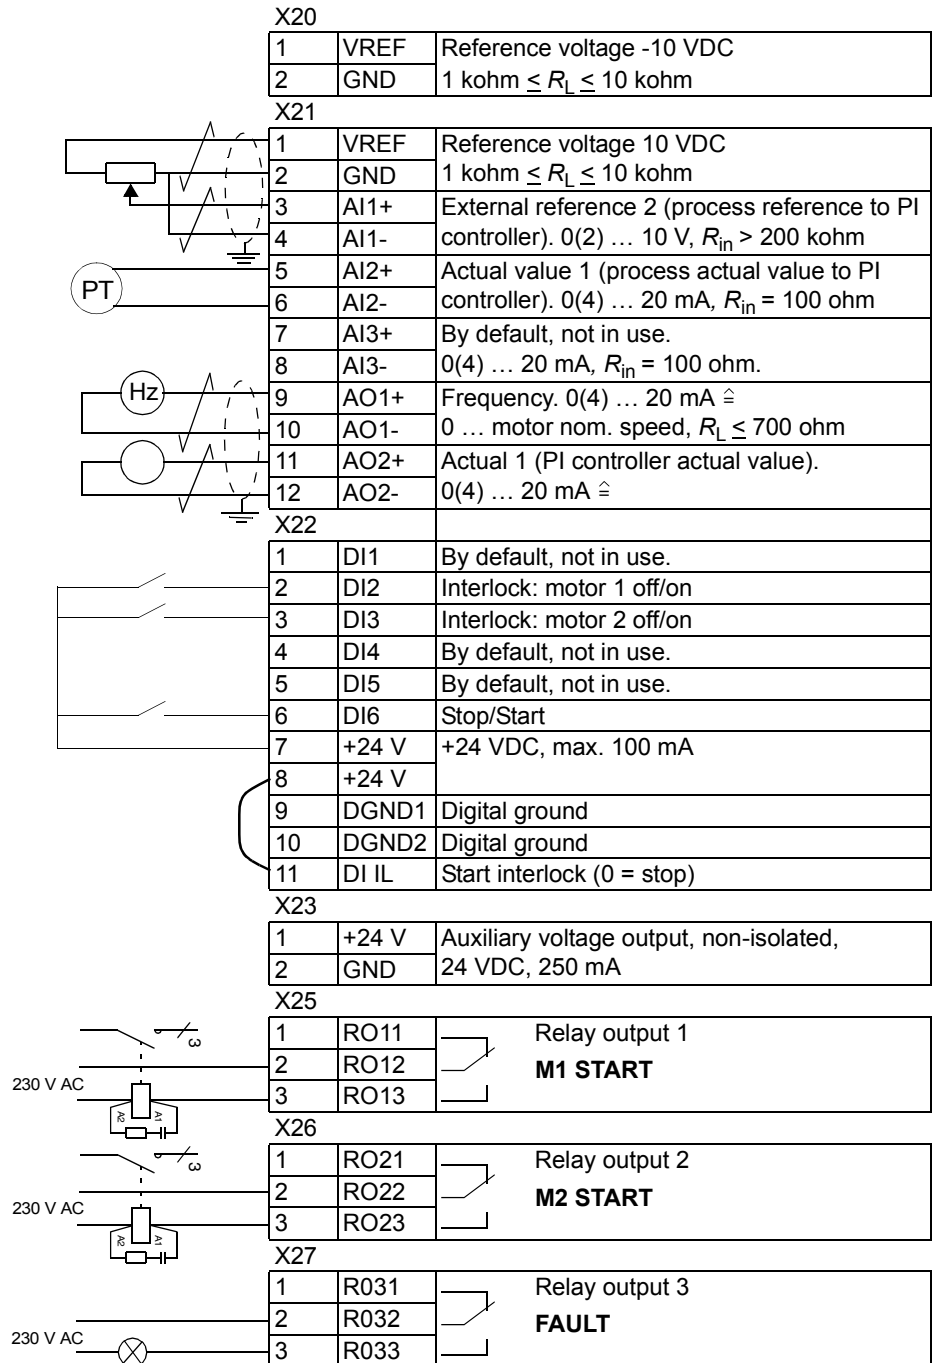 X20
1 VREF Reference voltage -10 VDC
2 GND 1 kohm ≤ RL ≤ 10 kohm
X21
1 VREF Reference voltage 10 VDC
2 GND 1 kohm ≤ RL ≤ 10 kohm
3 AI1+ External reference 2 (process reference to PI
4 AI1- controller). 0(2) … 10 V, Rin > 200 kohm
PT
5 AI2+ Actual value 1 (process actual value to PI
6 AI2- controller). 0(4) … 20 mA, Rin = 100 ohm
7 AI3+ By default, not in use.
8 AI3- 0(4) … 20 mA, Rin = 100 ohm.
Hz
9 AO1+ Frequency. 0(4) … 20 mA ≙
10 AO1- 0 … motor nom. speed, RL ≤ 700 ohm
11 AO2+ Actual 1 (PI controller actual value).
12 AO2- 0(4) … 20 mA ≙
X22
1 DI1 By default, not in use.
2 DI2 Interlock: motor 1 off/on
3 DI3 Interlock: motor 2 off/on
4 DI4 By default, not in use.
5 DI5 By default, not in use.
6 DI6 Stop/Start
7 +24 V +24 VDC, max. 100 mA
8 +24 V
9 DGND1 Digital ground
10 DGND2 Digital ground
11 DI IL Start interlock (0 = stop)
X23
1 +24 V Auxiliary voltage output, non-isolated,
2 GND 24 VDC, 250 mA
X25
3
1 RO11 Relay output 1
2 RO12 M1 START
230 V AC
3 RO13
A2 A1
X26
3
1 RO21 Relay output 2
2 RO22 M2 START
230 V AC
3 RO23
A2 A1
X27
1 R031 Relay output 3
2 R032 FAULT
230 V AC
3 R033